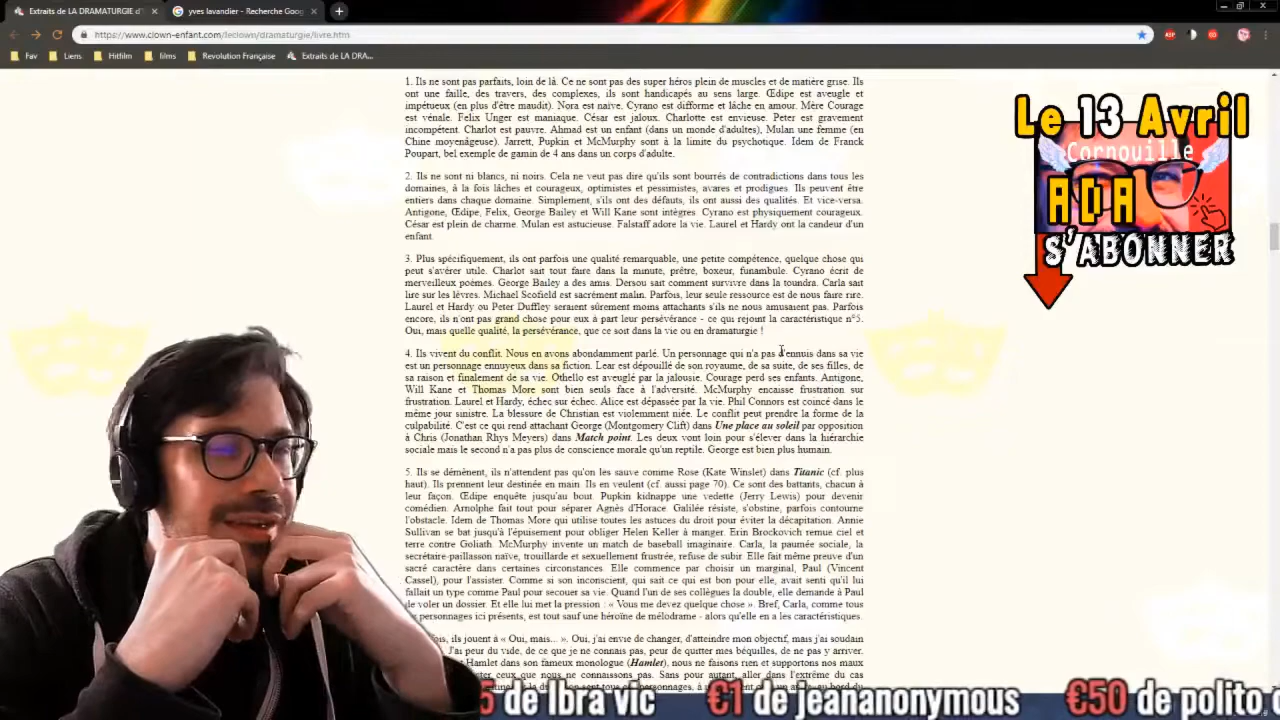 Extraits de LA DRAMATURGIE d'
yves lavandier - Recherche Goog
https://www.clown-enfant.com/leclown/dramaturgie/livre.htm
Fav
Liens
Hitfilm
films
Revolution Française
Extraits de LA DRA...
1. Ils ne sont pas parfaits, loin de là. Ce ne sont pas des super héros plein de muscles et de matière grise. Ils
ont une faille, des travers, des complexes, ils sont handicapés au sens large. Œdipe est aveugle et
impétueux (en plus d'être maudit). Nora est naïve. Cyrano est difforme et lâche en amour. Mère Courage
est vénale. Felix Unger est maniaque. César est jaloux. Charlotte est envieuse. Peter est gravement
incompétent. Charlot est pauvre. Ahmad est un enfant (dans un monde d'adultes), Mulan une femme (en
Chine moyenâgeuse). Jarrett, Pupkin et McMurphy sont à la limite du psychotique. Idem de Franck
Poupart, bel exemple de gamin de 4 ans dans un corps d'adulte.
2. Ils ne sont ni blancs, ni noirs. Cela ne veut pas dire qu'ils sont bourrés de contradictions dans tous les
domaines, à la fois lâches et courageux, optimistes et pessimistes, avares et prodigues. Ils peuvent être
entiers dans chaque domaine. Simplement, s'ils ont des défauts, ils ont aussi des qualités. Et vice-versa.
Antigone, Œdipe, Felix, George Bailey et Will Kane sont intègres. Cyrano est physiquement courageux.
César est plein de charme. Mulan est astucieuse. Falstaff adore la vie. Laurel et Hardy ont la candeur d'un
enfant.
3. Plus spécifiquement, ils ont parfois une qualité remarquable, une petite compétence, quelque chose qui
peut s'avérer utile. Charlot sait tout faire dans la minute, prêtre, boxeur, funambule. Cyrano écrit de
merveilleux poèmes. George Bailey a des amis. Dersou sait comment survivre dans la toundra. Carla sait
lire sur les lèvres. Michael Scofield est sacrément malin. Parfois, leur seule ressource est de nous faire rire.
Laurel et Hardy ou Peter Duffley seraient sûrement moins attachants s'ils ne nous amusaient pas. Parfois
encore, ils n'ont pas grand chose pour eux à part leur persévérance - ce qui rejoint la caractéristique n°5.
Oui, mais quelle qualité, la persévérance, que ce soit dans la vie ou en dramaturgie !
4. Ils vivent du conflit. Nous en avons abondamment parlé. Un personnage qui n'a pas d'ennuis dans sa vie
est un personnage ennuyeux dans sa fiction. Lear est dépouillé de son royaume, de sa suite, de ses filles, de
sa raison et finalement de sa vie. Othello est aveuglé par la jalousie. Courage perd ses enfants. Antigone,
Will Kane et Thomas More sont bien seuls face à l'adversité. McMurphy encaisse frustration sur
frustration. Laurel et Hardy, échec sur échec. Alice est dépassée par la vie. Phil Connors est coincé dans le
même jour sinistre. La blessure de Christian est violemment niée. Le conflit peut prendre la forme de la
culpabilité. C'est ce qui rend attachant George (Montgomery Clift) dans Une place au soleil par opposition
à Chris (Jonathan Rhys Meyers) dans Match point. Les deux vont loin pour s'élever dans la hiérarchie
sociale mais le second n'a pas plus de conscience morale qu'un reptile. George est bien plus humain.
5. Ils se démènent, ils n'attendent pas qu'on les sauve comme Rose (Kate Winslet) dans Titanic (cf. plus
haut). Ils prennent leur destinée en main. Ils en veulent (cf. aussi page 70). Ce sont des battants, chacun à
leur façon. Œdipe enquête jusqu'au bout. Pupkin kidnappe une vedette (Jerry Lewis) pour devenir
comédien. Arnolphe fait tout pour séparer Agnès d'Horace. Galilée résiste, s'obstine, parfois contourne
l'obstacle. Idem de Thomas More qui utilise toutes les astuces du droit pour éviter la décapitation. Annie
Sullivan se bat jusqu'à l'épuisement pour obliger Helen Keller à manger. Erin Brockovich remue ciel et
terre contre Goliath. McMurphy invente un match de baseball imaginaire. Carla, la paumée sociale, la
secrétaire-paillasson naïve, trouillarde et sexuellement frustrée, refuse de subir. Elle fait même preuve d'un
sacré caractère dans certaines circonstances. Elle commence par choisir un marginal, Paul (Vincent
Cassel), pour l'assister. Comme si son inconscient, qui sait ce qui est bon pour elle, avait senti qu'il lui
fallait un type comme Paul pour secouer sa vie. Quand l'un de ses collègues la double, elle demande à Paul
de voler un dossier. Et elle lui met la pression : « Vous me devez quelque chose ». Bref, Carla, comme tous
personnages ici présents, est tout sauf une héroïne de mélodrame - alors qu'elle en a les caractéristiques.
ils jouent à « Oui, mais... ». Oui, j'ai envie de changer, d'atteindre mon objectif, mais j'ai soudain
J'ai peur du vide, de ce que je ne connais pas, peur de quitter mes béquilles, de ne pas y arriver.
Hamlet dans son fameux monologue (Hamlet), nous ne faisons rien et supportons nos maux
ceux que nous ne connaissons pas. Sans pour autant, aller dans l'extrême du cas
Le 13 Avril
Cornouille
ADA
S'ABONNER
5 de Ibra vic €1 de jeananonymous €50 de polito